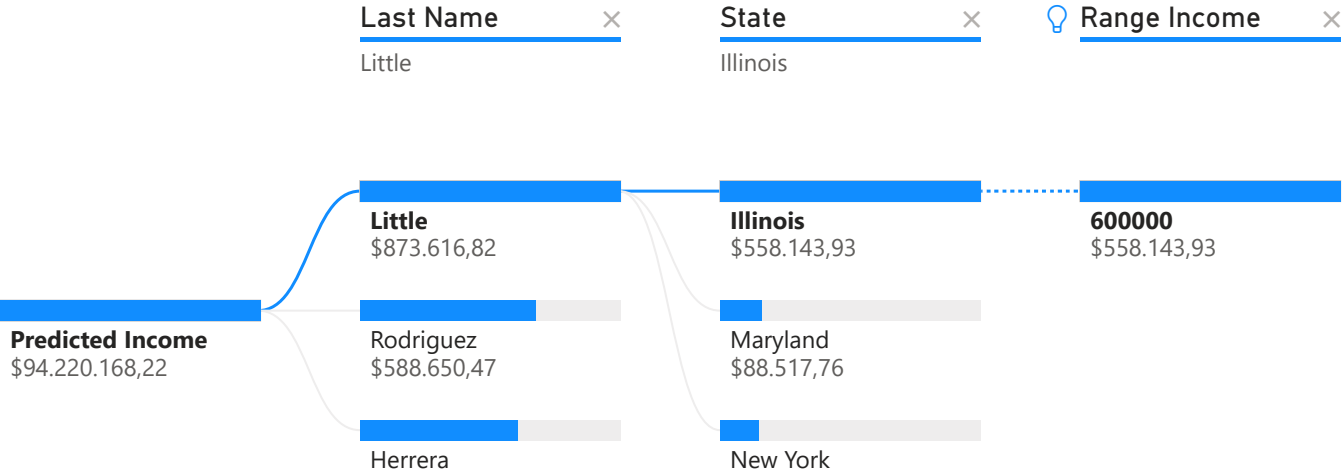 Last Name
State
Range Income
Little
Illinois
Little
$873.616,82
Illinois
$558.143,93
600000
$558.143,93
Predicted Income
$94.220.168,22
Rodriguez
$588.650,47
Maryland
$88.517,76
Herrera
New York